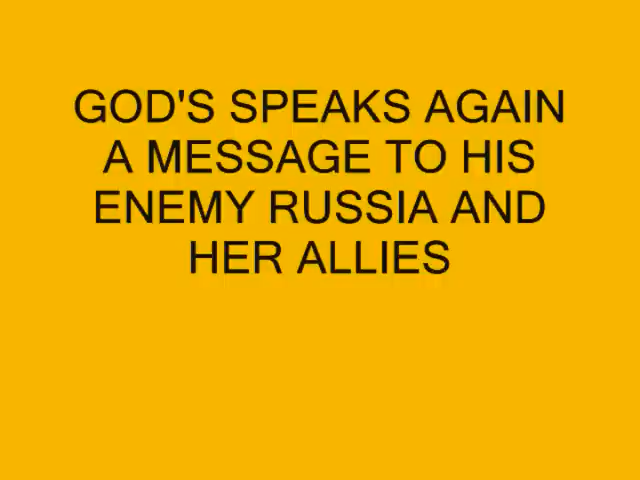 GOD'S SPEAKS AGAIN
A MESSAGE TO HIS
ENEMY RUSSIA AND
HER ALLIES